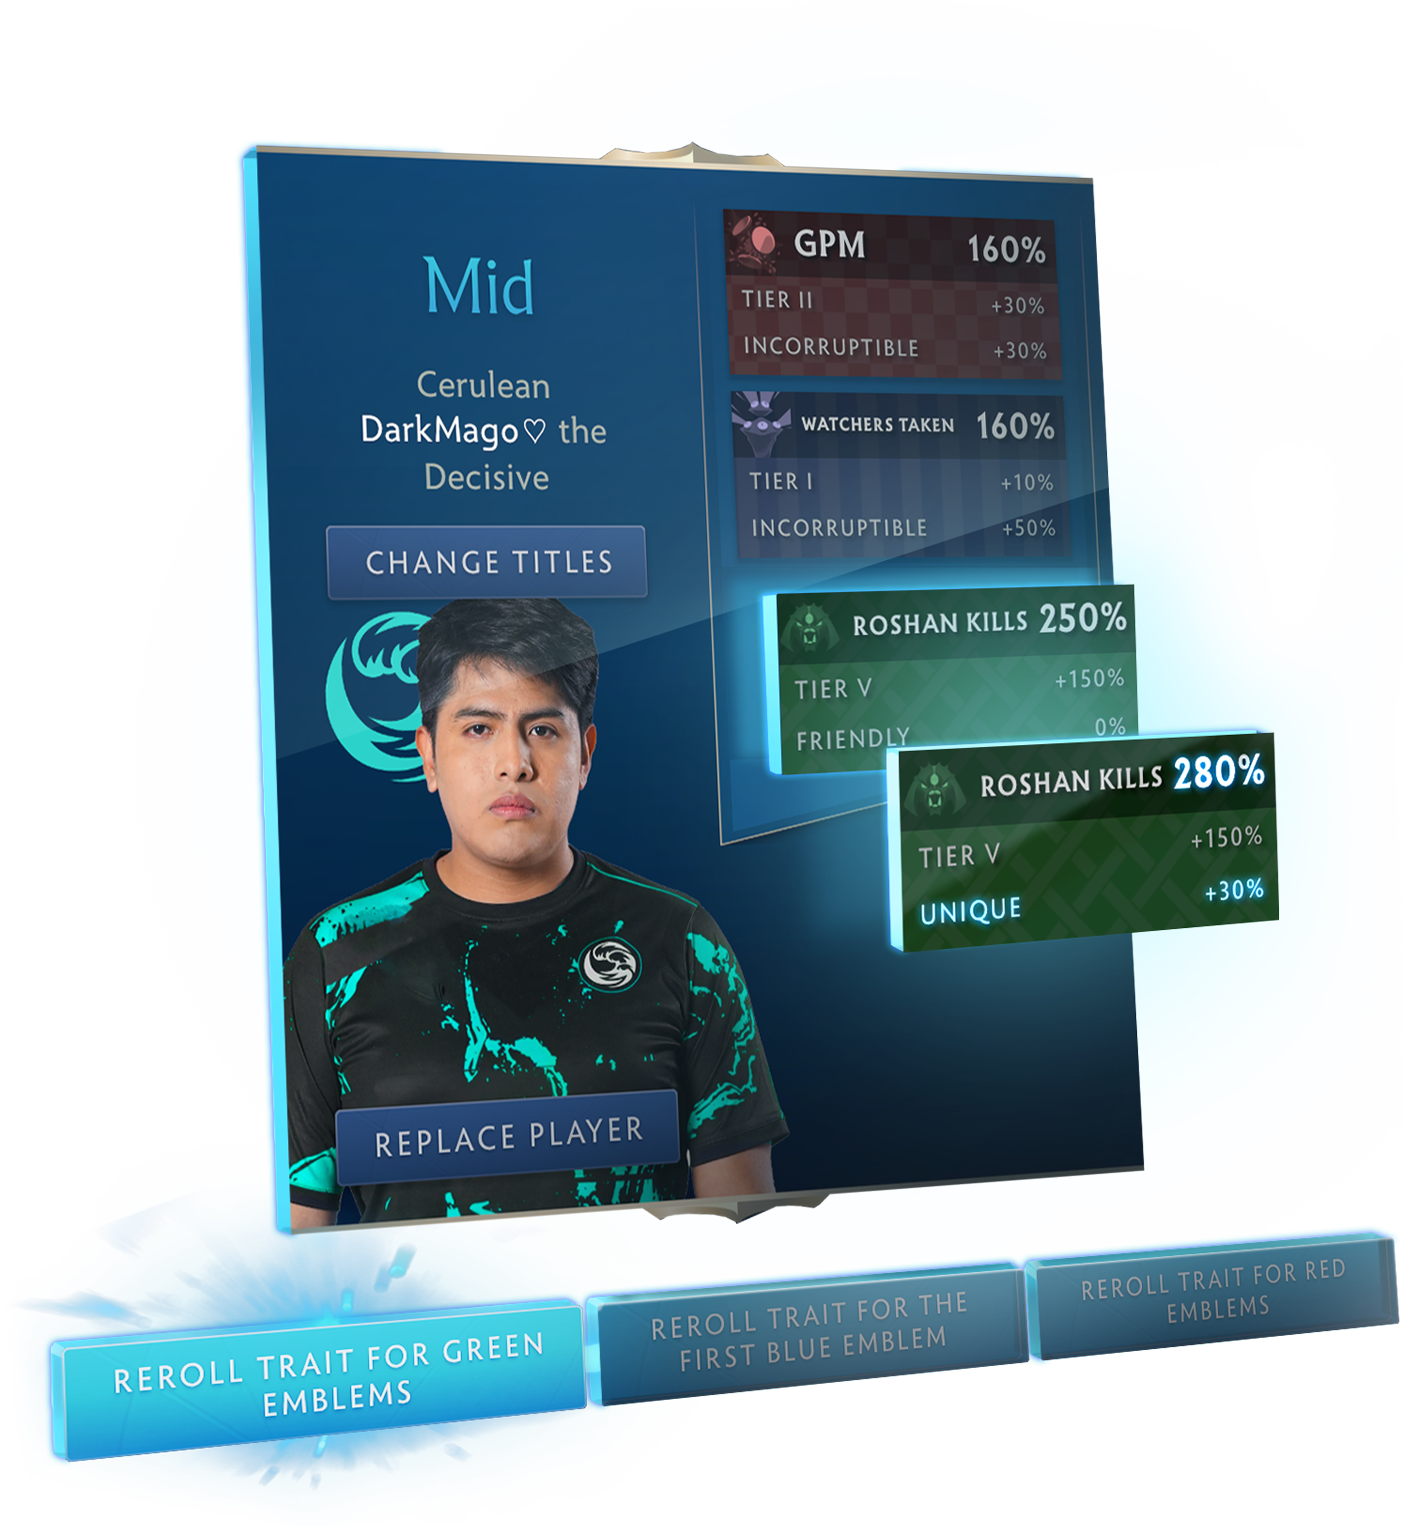 Mid
Cerulean
DarkMago♡ the
Decisive
CHANGE TITLES
REPLACE PLAYER
GPM 160%
TIER II +30%
INCORRUPTIBLE +30%
WATCHERS TAKEN 160%
TIER I +10%
INCORRUPTIBLE +50%
ROSHAN KILLS 250%
TIER V +150%
FRIENDLY 0%
ROSHAN KILLS 280%
TIER V +150%
UNIQUE +30%
REROLL TRAIT FOR GREEN
EMBLEMS
REROLL TRAIT FOR THE
FIRST BLUE EMBLEM
REROLL TRAIT FOR RED
EMBLEMS